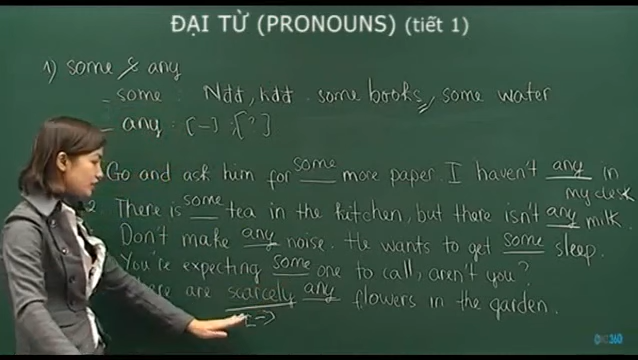 ĐẠI TỪ (PRONOUNS) (tiết 1)
1) some & any
- some : Nđđ, kđđ. some books, some water
- any : [-] : [?]
Go and ask him for some more paper. I haven't any in my desk
2. There is some tea in the kitchen, but there isn't any milk.
Don't make any noise. He wants to get some sleep.
You're expecting some one to call, aren't you?
are scarcely any flowers in the garden.
[-]
360